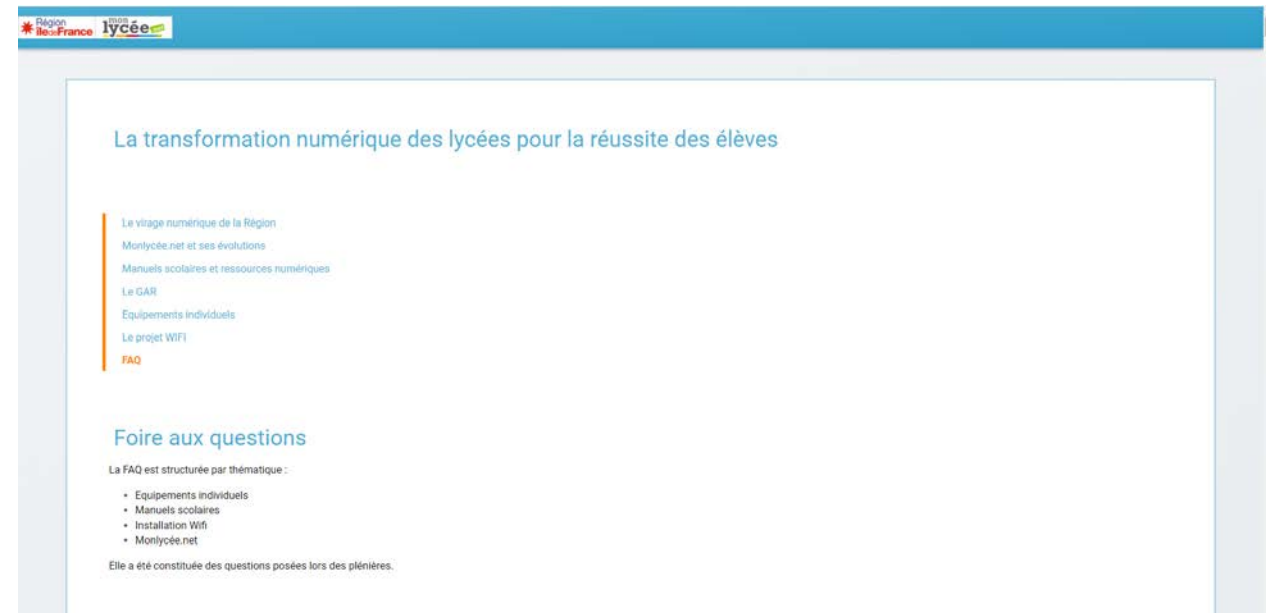 Région
îledeFrance
mon
lycée
La transformation numérique des lycées pour la réussite des élèves
Le virage numérique de la Région
Monlycée.net et ses évolutions
Manuels scolaires et ressources numériques
Le GAR
Equipements individuels
Le projet WIFI
FAQ
Foire aux questions
La FAQ est structurée par thématique :
• Equipements individuels
• Manuels scolaires
• Installation Wifi
• Monlycée.net
Elle a été constituée des questions posées lors des plénières.